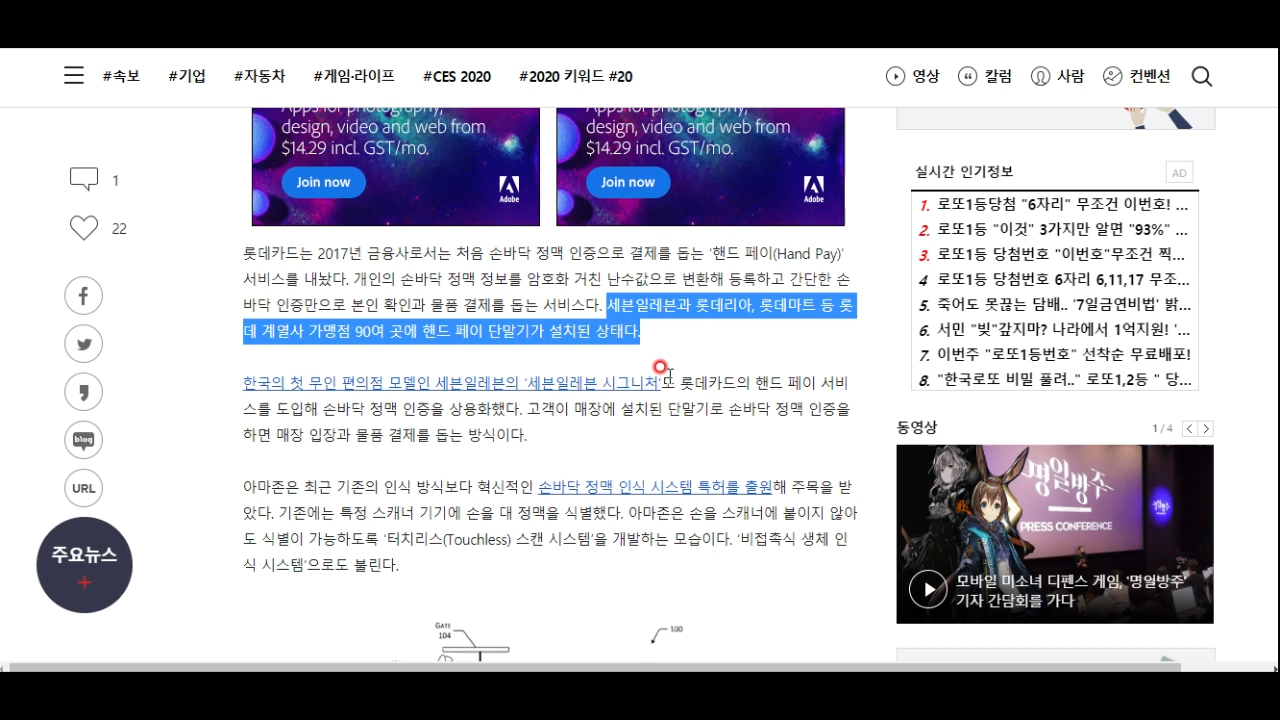 #속보 #기업 #자동차 #게임·라이프 #CES 2020 #2020 키워드 #20 영상 칼럼 사람 컨벤션
Apps for photography,
design, video and web from
$14.29 incl. GST/mo.
Join now
Adobe
Apps for photography,
design, video and web from
$14.29 incl. GST/mo.
Join now
Adobe
1
22
blog
URL
주요뉴스
+
롯데카드는 2017년 금융사로서는 처음 손바닥 정맥 인증으로 결제를 돕는 '핸드 페이(Hand Pay)'
서비스를 내놨다. 개인의 손바닥 정맥 정보를 암호화 거친 난수값으로 변환해 등록하고 간단한 손
바닥 인증만으로 본인 확인과 물품 결제를 돕는 서비스다. 세븐일레븐과 롯데리아, 롯데마트 등 롯
데 계열사 가맹점 90여 곳에 핸드 페이 단말기가 설치된 상태다.
한국의 첫 무인 편의점 모델인 세븐일레븐의 '세븐일레븐 시그니처'도 롯데카드의 핸드 페이 서비
스를 도입해 손바닥 정맥 인증을 상용화했다. 고객이 매장에 설치된 단말기로 손바닥 정맥 인증을
하면 매장 입장과 물품 결제를 돕는 방식이다.
아마존은 최근 기존의 인식 방식보다 혁신적인 손바닥 정맥 인식 시스템 특허를 출원해 주목을 받
았다. 기존에는 특정 스캐너 기기에 손을 대 정맥을 식별했다. 아마존은 손을 스캐너에 붙이지 않아
도 식별이 가능하도록 '터치리스(Touchless) 스캔 시스템'을 개발하는 모습이다. '비접촉식 생체 인
식 시스템'으로도 불린다.
GATE
104
100
실시간 인기정보 AD
1. 로또1등당첨 "6자리" 무조건 이번호! ...
2. 로또1등 "이것" 3가지만 알면 "93%" ...
3. 로또1등 당첨번호 "이번호"무조건 찍...
4 로또1등 당첨번호 6자리 6,11,17 무조...
5. 죽어도 못끊는 담배.. '7일금연비법' 밝...
6. 서민 "빚"갚지마? 나라에서 1억지원! '...
7. 이번주 "로또1등번호" 선착순 무료배포!
8. "한국로또 비밀 풀려.." 로또1,2등 " 당...
동영상 1 / 4
명일방주
PRESS CONFERENCE
모바일 미소녀 디펜스 게임, '명일방주'
기자 간담회를 가다